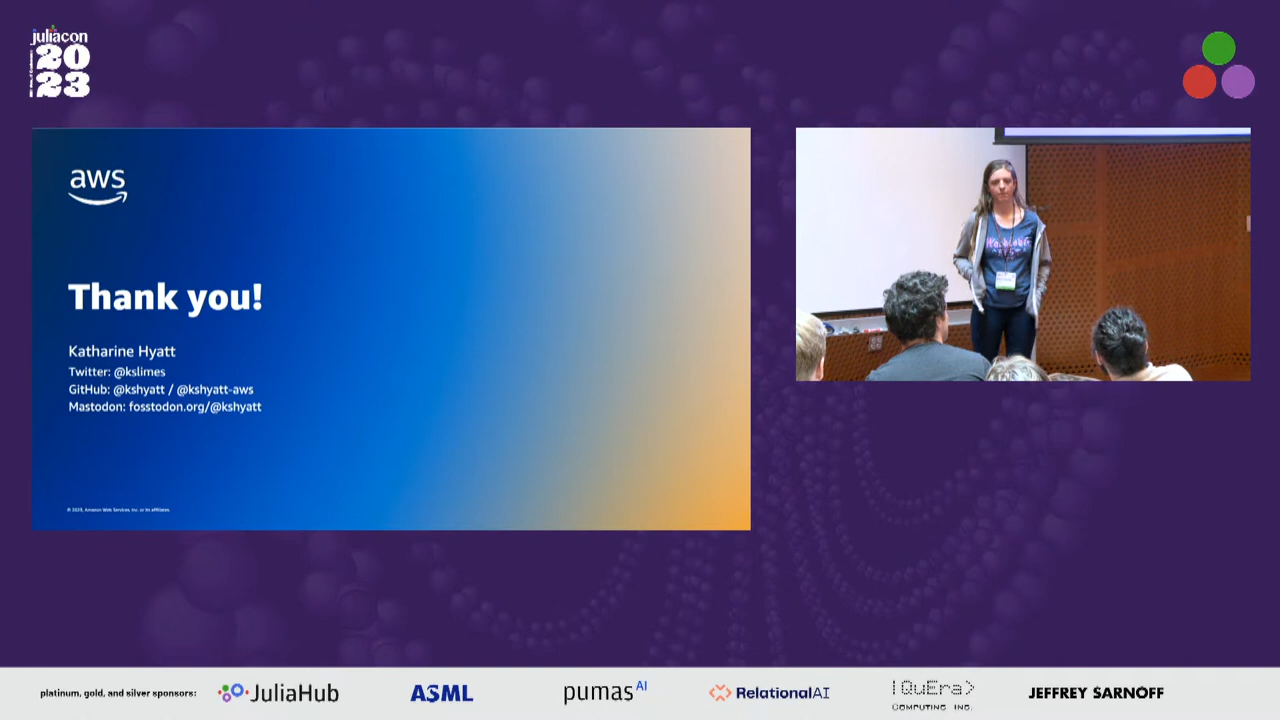 juliacon
20
23
aws
Thank you!
Katharine Hyatt
Twitter: @kslimes
GitHub: @kshyatt / @kshyatt-aws
Mastodon: fosstodon.org/@kshyatt
© 2023, Amazon Web Services, Inc. or its affiliates.
platinum, gold, and silver sponsors:
JuliaHub
ASML
pumas AI
RelationalAI
|QuEra>
COMPUTING INC.
JEFFREY SARNOFF